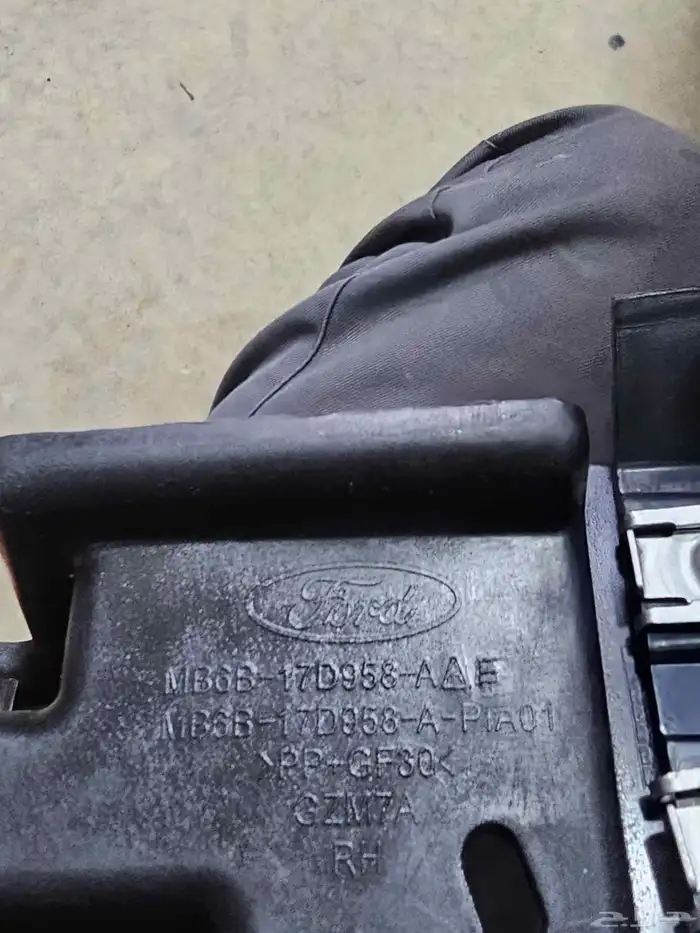 Ford
MB6B-17D958-A△E
MB6B-17D958-A-PIA01
>PP+GF30<
GZM7A
RH